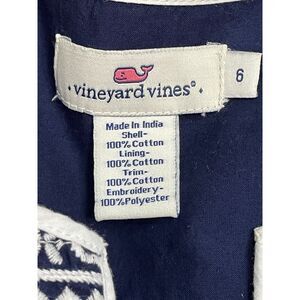 vineyard vines®
6
Made in India
Shell-
100% Cotton
Lining-
100% Cotton
Trim-
100% Cotton
Embroidery-
100%Polyester